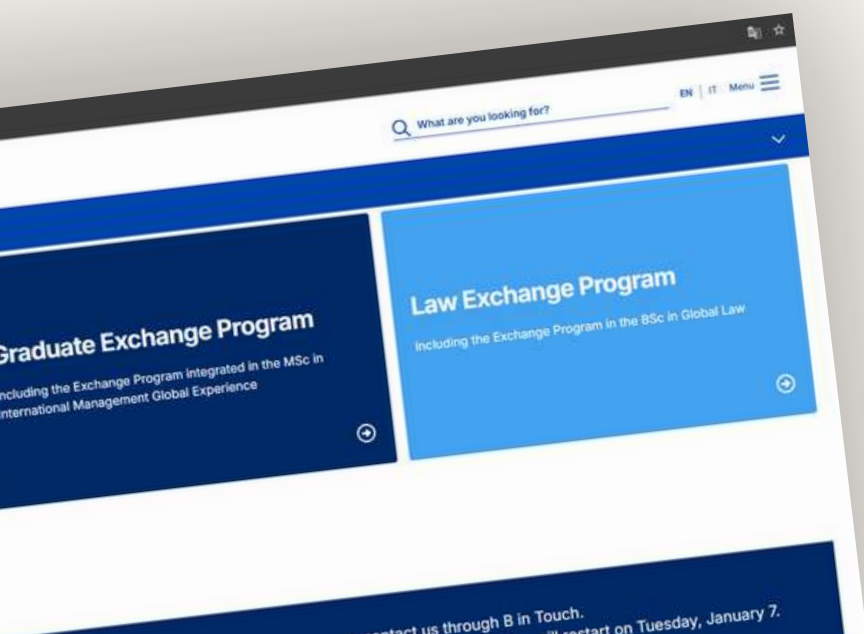 What are you looking for?
EN | IT Menu
Graduate Exchange Program
Including the Exchange Program integrated in the MSc in
International Management Global Experience
Law Exchange Program
Including the Exchange Program in the BSc in Global Law
contact us through B in Touch.
will restart on Tuesday, January 7.